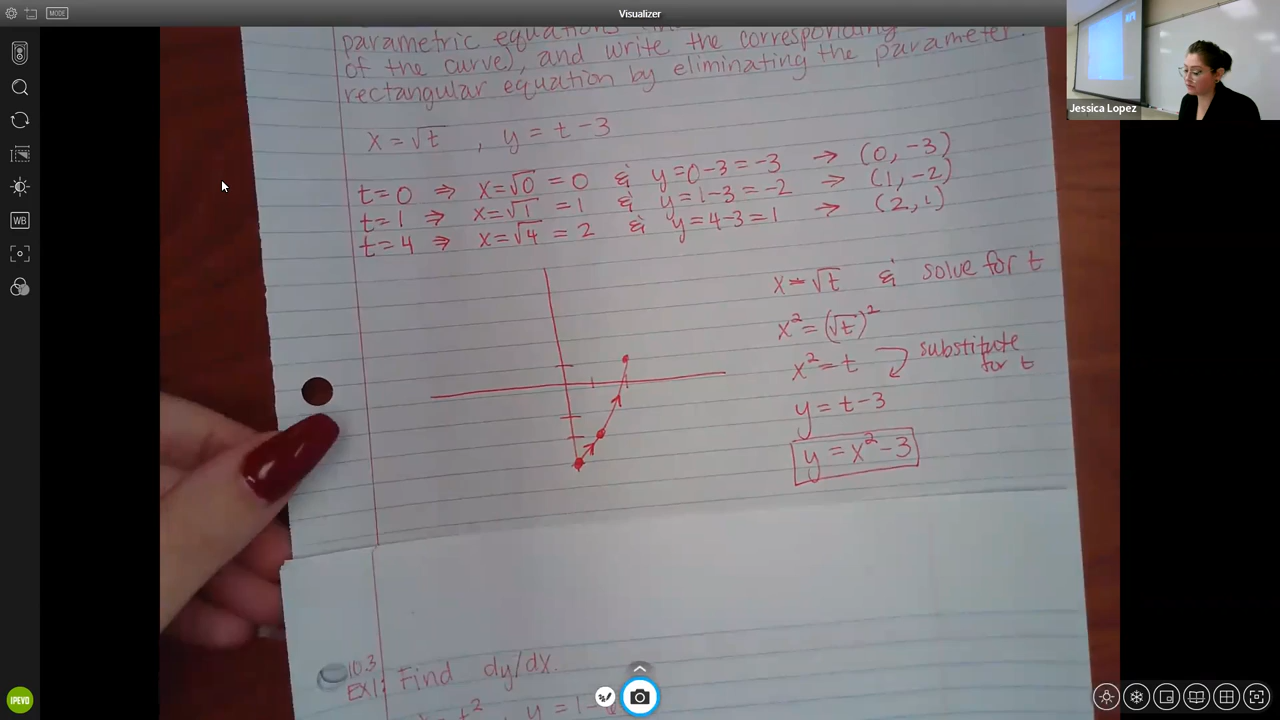 MODE
Visualizer
Jessica Lopez
WB
IPEVO
parametric equations
of the curve), and write the corresponding
rectangular equation by eliminating the parameter.
x = √t , y = t - 3
t = 0 ⇒ x = √0 = 0 & y = 0 - 3 = -3 → (0, -3)
t = 1 ⇒ x = √1 = 1 & y = 1 - 3 = -2 → (1, -2)
t = 4 ⇒ x = √4 = 2 & y = 4 - 3 = 1 → (2, 1)
x = √t & solve for t
x² = (√t)²
x² = t substitute
for t
y = t - 3
y = x² - 3
10.3
EX1: Find dy/dx.
t² , y = 1 -